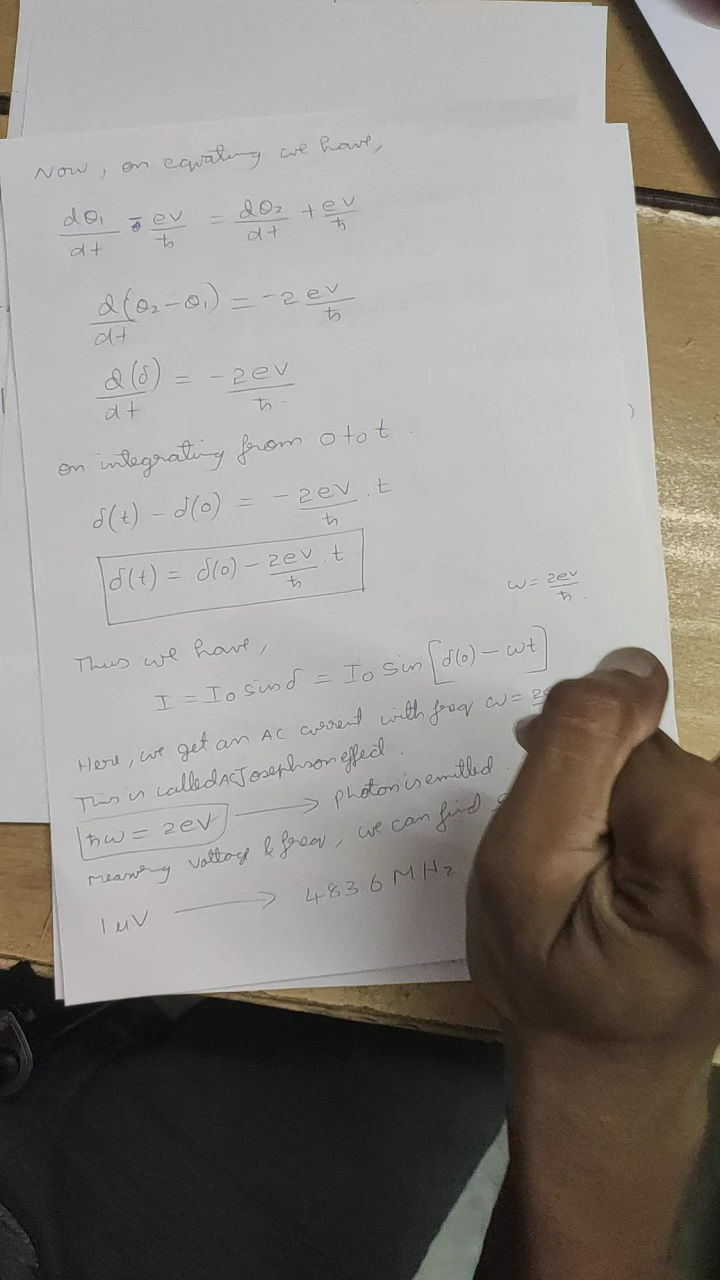 Now, on equating we have,
dθ₁/dt - eV/ħ = dθ₂/dt + eV/ħ
d(θ₂-θ₁)/dt = -2eV/ħ
d(δ)/dt = -2eV/ħ
on integrating from 0 to t.
δ(t) - δ(0) = -2eV/ħ . t
δ(t) = δ(0) - 2eV/ħ . t
ω = 2eV/ħ.
Thus we have,
I = I₀ sinδ = I₀ sin[δ(0) - ωt]
Here, we get an AC current with freq ω =
This is called AC Josephson effect.
ħω = 2eV → photon is emitted.
voltage & freq, we can find
1 μV → 483.6 MHz